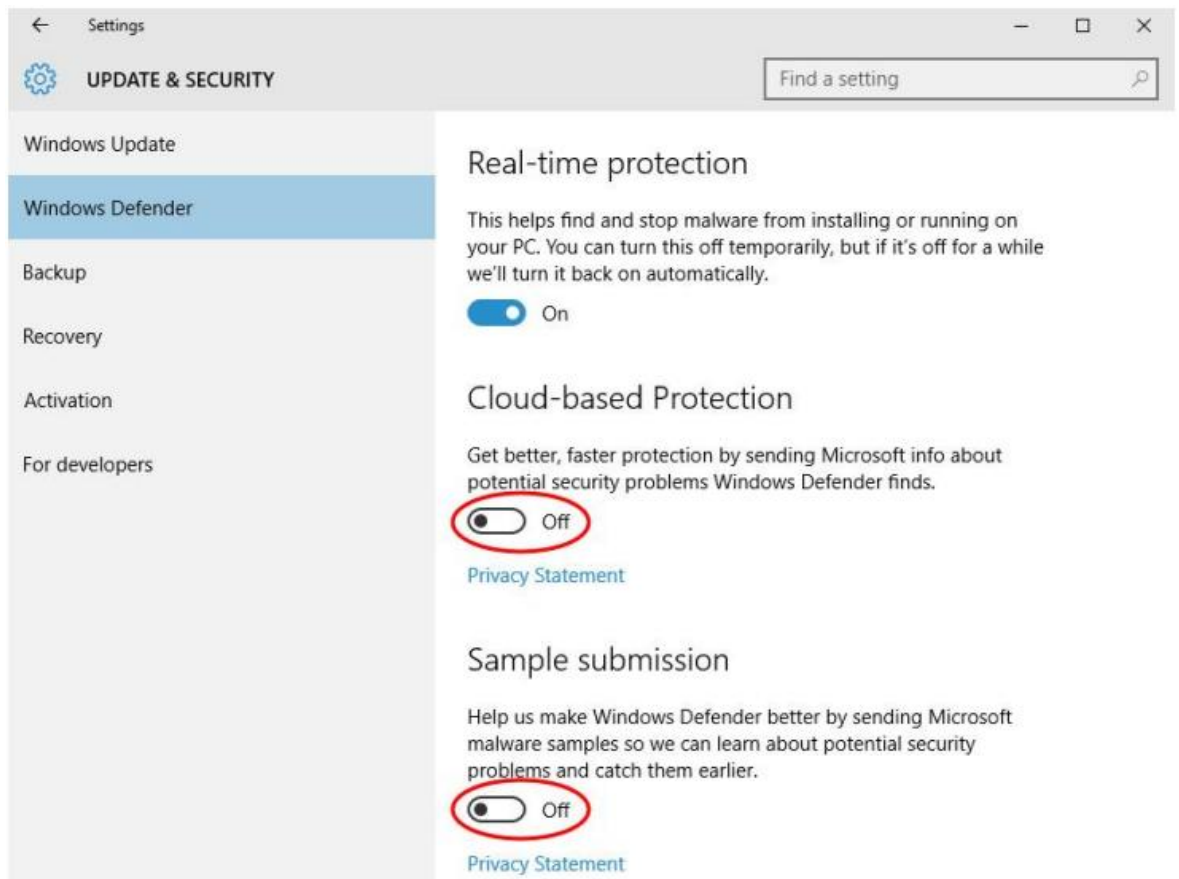 Settings
UPDATE & SECURITY
Find a setting
Windows Update
Windows Defender
Backup
Recovery
Activation
For developers
Real-time protection
This helps find and stop malware from installing or running on
your PC. You can turn this off temporarily, but if it's off for a while
we'll turn it back on automatically.
On
Cloud-based Protection
Get better, faster protection by sending Microsoft info about
potential security problems Windows Defender finds.
Off
Privacy Statement
Sample submission
Help us make Windows Defender better by sending Microsoft
malware samples so we can learn about potential security
problems and catch them earlier.
Off
Privacy Statement